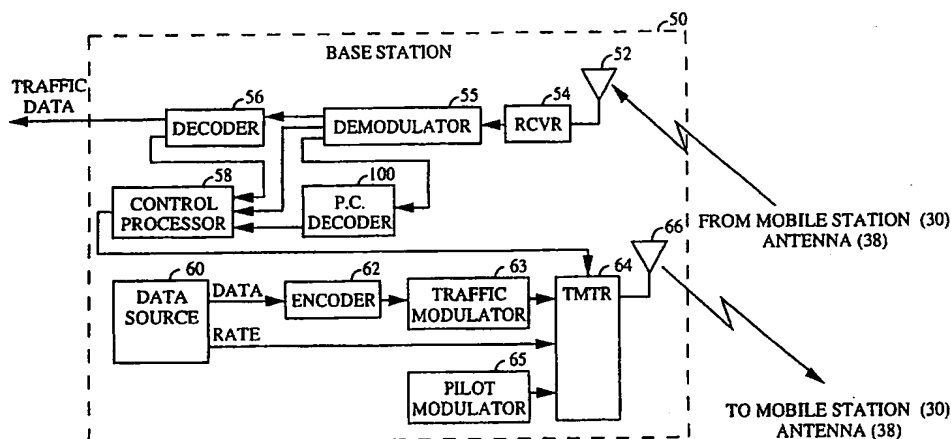 50
BASE STATION
52
TRAFFIC
DATA
56
55
54
DECODER
DEMODULATOR
RCVR
58
100
CONTROL
PROCESSOR
P.C.
DECODER
FROM MOBILE STATION (30)
ANTENNA (38)
66
60
62
63
64
DATA
SOURCE
DATA
ENCODER
TRAFFIC
MODULATOR
TMTR
RATE
65
PILOT
MODULATOR
TO MOBILE STATION (30)
ANTENNA (38)